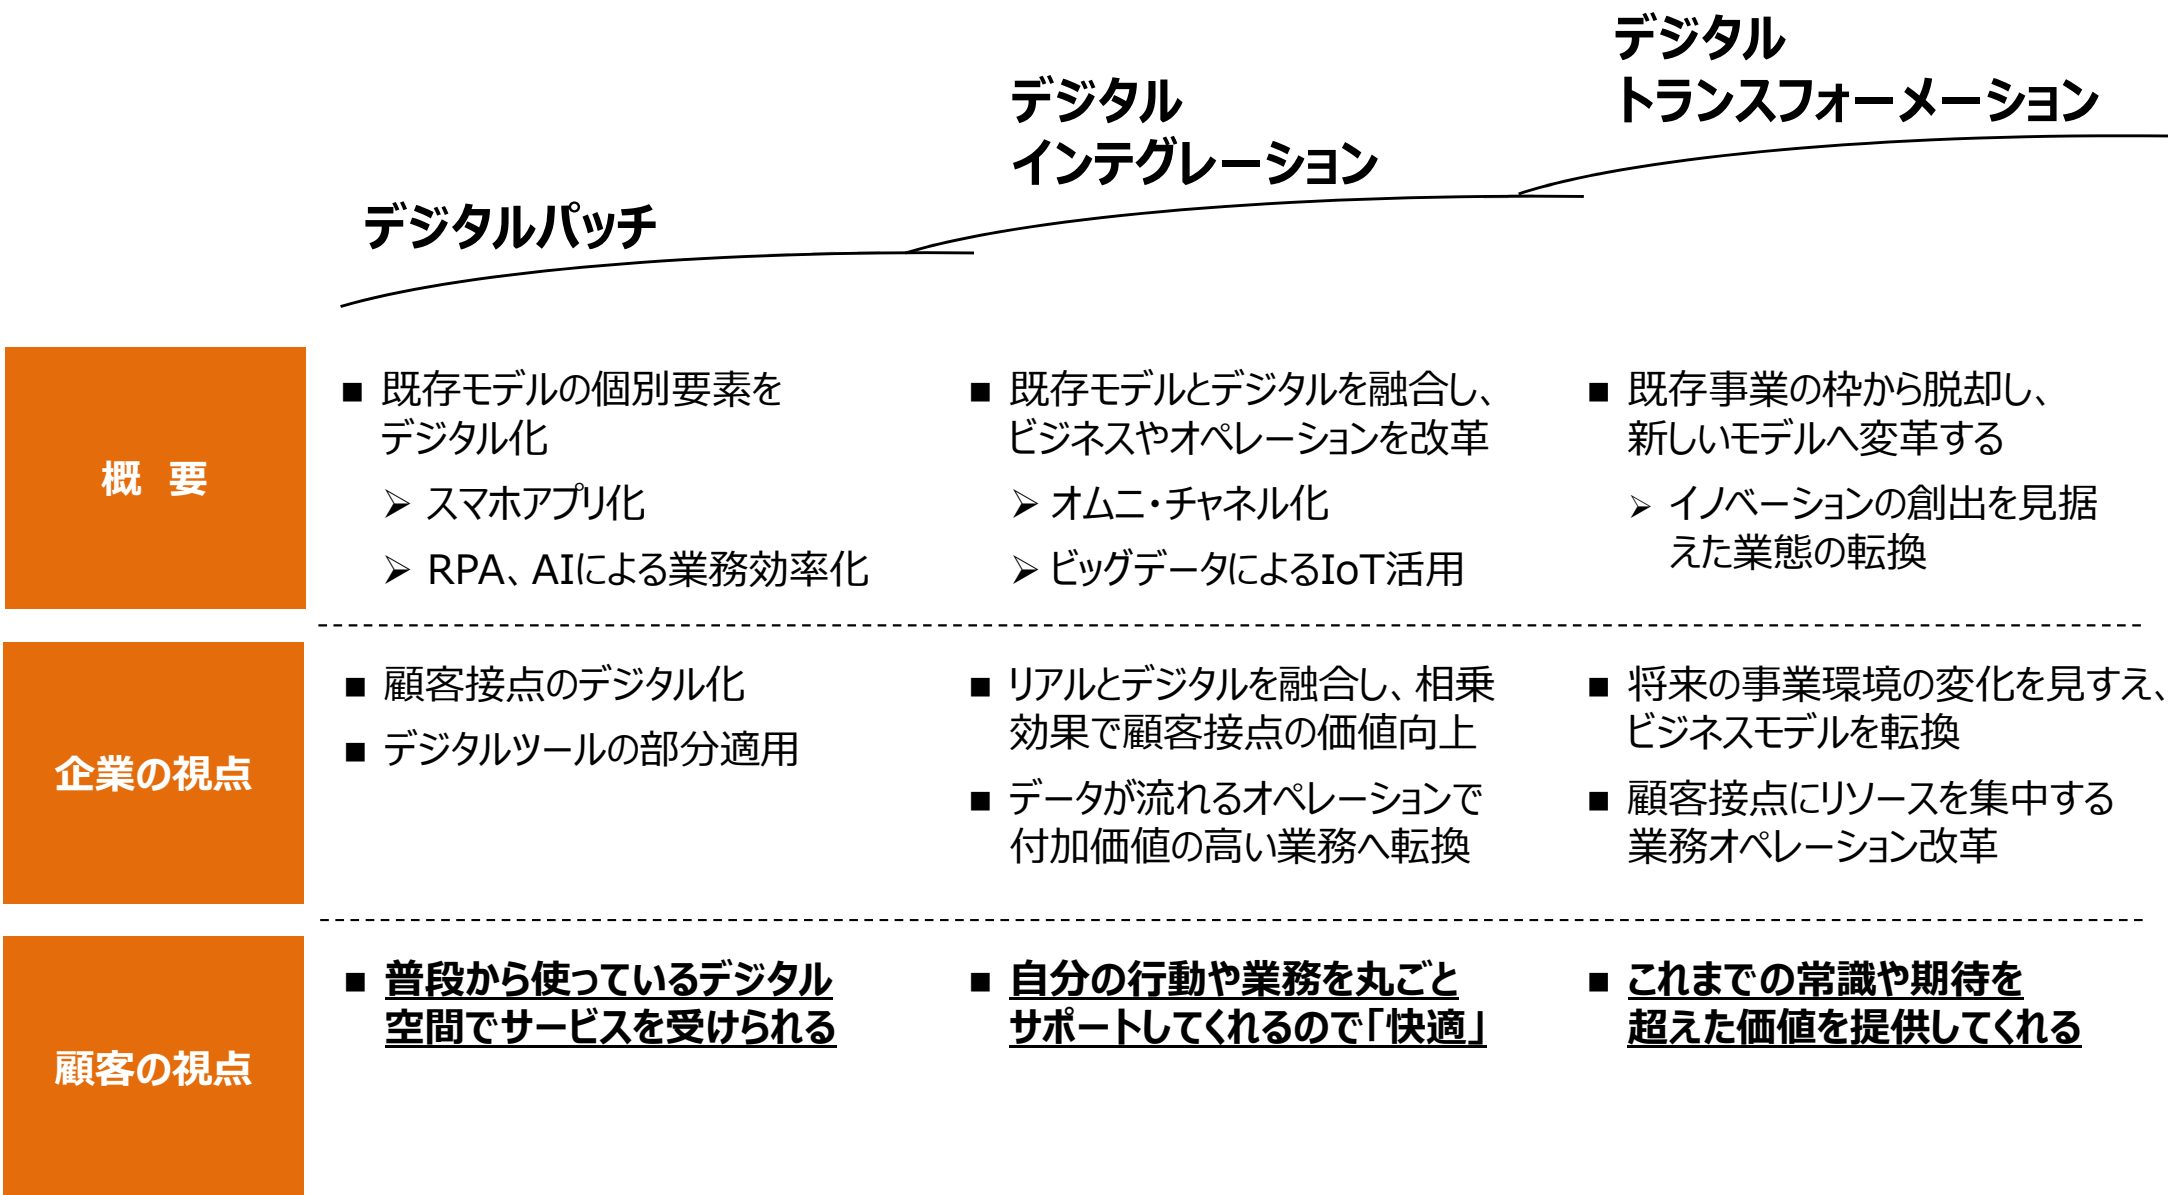 デジタルパッチ
デジタル
インテグレーション
デジタル
トランスフォーメーション
概 要
■ 既存モデルの個別要素を
デジタル化
➢ スマホアプリ化
➢ RPA、AIによる業務効率化
■ 既存モデルとデジタルを融合し、
ビジネスやオペレーションを改革
➢ オムニ・チャネル化
➢ ビッグデータによるIoT活用
■ 既存事業の枠から脱却し、
新しいモデルへ変革する
➢ イノベーションの創出を見据
えた業態の転換
企業の視点
■ 顧客接点のデジタル化
■ デジタルツールの部分適用
■ リアルとデジタルを融合し、相乗
効果で顧客接点の価値向上
■ データが流れるオペレーションで
付加価値の高い業務へ転換
■ 将来の事業環境の変化を見すえ、
ビジネスモデルを転換
■ 顧客接点にリソースを集中する
業務オペレーション改革
顧客の視点
■ 普段から使っているデジタル
空間でサービスを受けられる
■ 自分の行動や業務を丸ごと
サポートしてくれるので「快適」
■ これまでの常識や期待を
超えた価値を提供してくれる